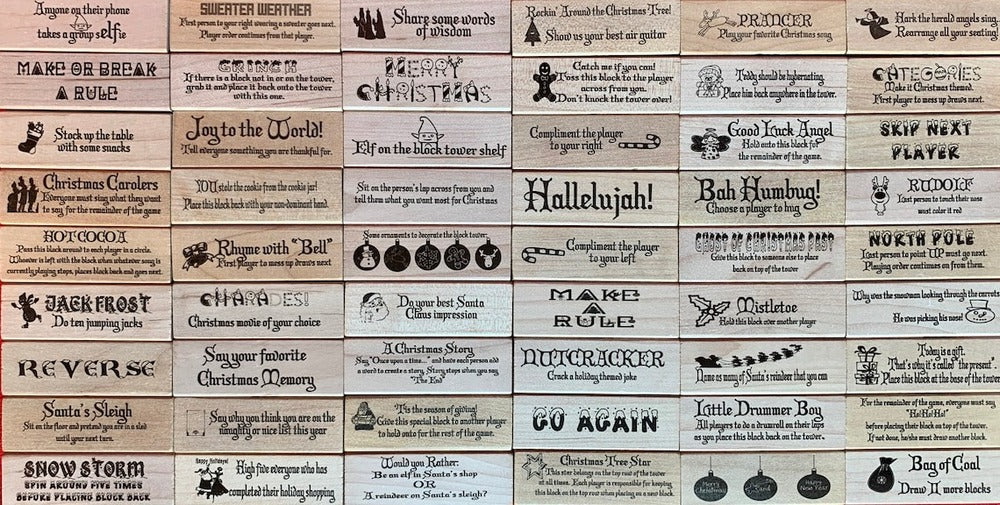 Anyone on their phone
takes a group sElfie
SWEATER WEATHER
First person to your right wearing a sweater goes next.
Player order continues from that player.
Share some words
of wisdom
Rockin' Around the Christmas Tree!
Show us your best air guitar
PRANCER
Play your favorite Christmas song
Hark the herald angels sing,
Rearrange all your seating!
MAKE OR BREAK
A RULE
GRINCH
If there is a block not in or on the tower,
grab it and place it back onto the tower
with this one.
MERRY
CHRISTMAS
Catch me if you can!
Toss this block to the player
across from you.
Don't knock the tower over!
Teddy should be hybernating.
Place him back anywhere in the tower.
CATEGORIES
Make it Christmas themed.
First player to mess up draws next.
Stock up the table
with some snacks
Joy to the World!
Tell everyone something you are thankful for.
Elf on the block tower shelf
Compliment the player
to your right
Good Luck Angel
Hold onto this block for
the remainder of the game.
SKIP NEXT
PLAYER
Christmas Carolers
Everyone must sing what they want
to say for the remainder of the game
YOU stole the cookie from the cookie jar!
Place this block back with your non-dominant hand.
Sit on the person's lap across from you and
tell them what you want most for Christmas
Hallelujah!
Bah Humbug!
Choose a player to hug
RUDOLF
Last person to touch their nose
must color it red
HOT COCOA
Pass this block around to each player in a circle.
Whoever is left with the block when whatever song is
currently playing stops, places block back and goes next.
Rhyme with "Bell"
First player to mess up draws next
Some ornaments to decorate the block tower:
Compliment the player
to your left
GHOST OF CHRISTMAS PAST
Give this block to someone else to place
back on top of the tower
NORTH POLE
Last person to point UP must go next.
Playing order continues on from them.
JACK FROST
Do ten jumping jacks
CHARADES!
Christmas movie of your choice
Do your best Santa
Claus impression
MAKE
A
RULE
Mistletoe
Hold this block over another player
Why was the snowman looking through the carrots
He was picking his nose!
REVERSE
Say your favorite
Christmas Memory
A Christmas Story
Say "Once upon a time..." and have each person add
a word to create a story. Story stops when you say
"The End"
NUTCRACKER
Crack a holiday themed joke
Name as many of Santa's reindeer that you can
Today is a gift.
That's why it's called "the present".
Place this block at the base of the tower
Santa's Sleigh
Sit on the floor and pretend you are in a sled
until your next turn.
Say why you think you are on the
naughty or nice list this year
'Tis the season of giving!
Give this special block to another player
to hold onto for the rest of the game.
GO AGAIN
Little Drummer Boy
All players to do a drumroll on their laps
as you place this block back on the tower.
For the remainder of the game, everyone must say
"Ho! Ho! Ho!"
before placing their block on top of the tower.
If not done, he/she must draw another block.
SNOW STORM
SPIN AROUND FIVE TIMES
BEFORE PLACING BLOCK BACK
Happy Holidays!
High five everyone who has
completed their holiday shopping
Would you Rather:
Be an elf in Santa's shop
OR
A reindeer on Santa's sleigh?
Christmas Tree Star
This star belongs on the top row of the tower
at all times. Each player is responsible for keeping
this block on the top row when placing on a new block.
Merry
Christmas
And
Happy
New Year
Bag of Coal
Draw II more blocks